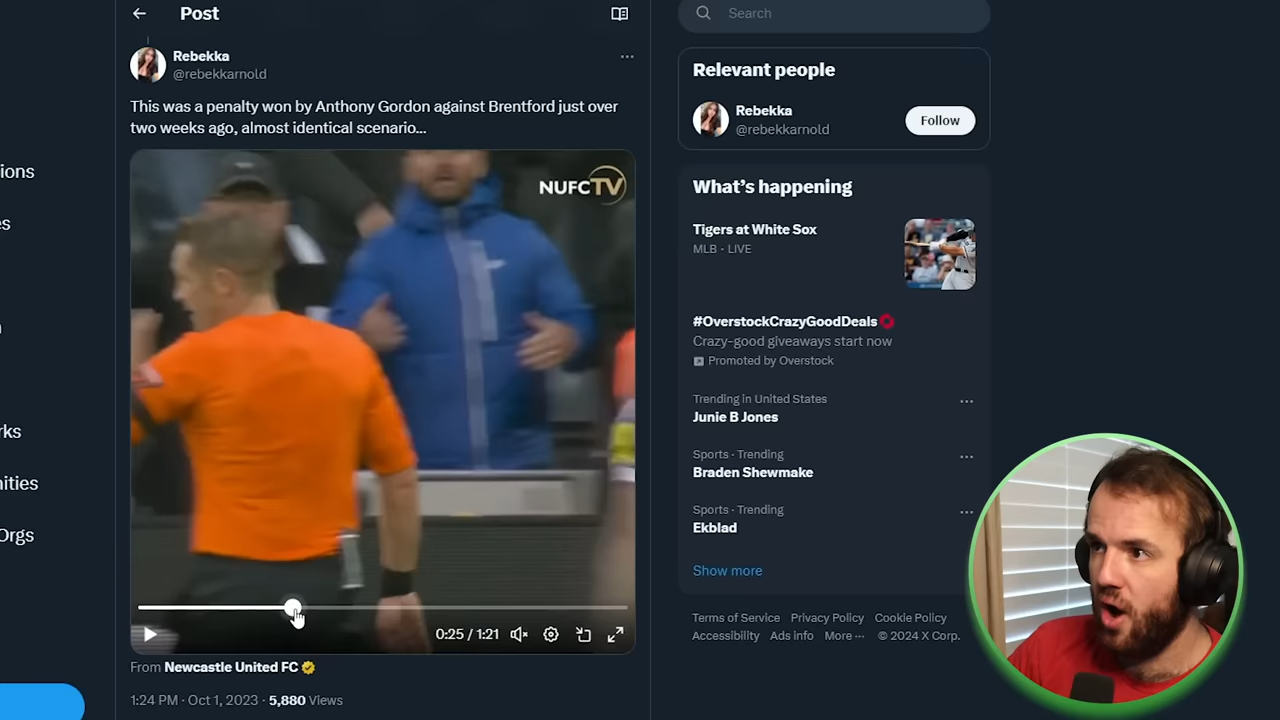 Post
Search
Rebekka
@rebekkarnold
This was a penalty won by Anthony Gordon against Brentford just over
two weeks ago, almost identical scenario...
NUFCTV
0:25 / 1:21
From Newcastle United FC
1:24 PM · Oct 1, 2023 · 5,880 Views
Relevant people
Rebekka
@rebekkarnold
Follow
What's happening
Tigers at White Sox
MLB · LIVE
#OverstockCrazyGoodDeals
Crazy-good giveaways start now
Promoted by Overstock
Trending in United States
Junie B Jones
Sports · Trending
Braden Shewmake
Sports · Trending
Ekblad
Show more
Terms of Service Privacy Policy Cookie Policy
Accessibility Ads info More ··· © 2024 X Corp.
ions
es
n
rks
nities
Orgs